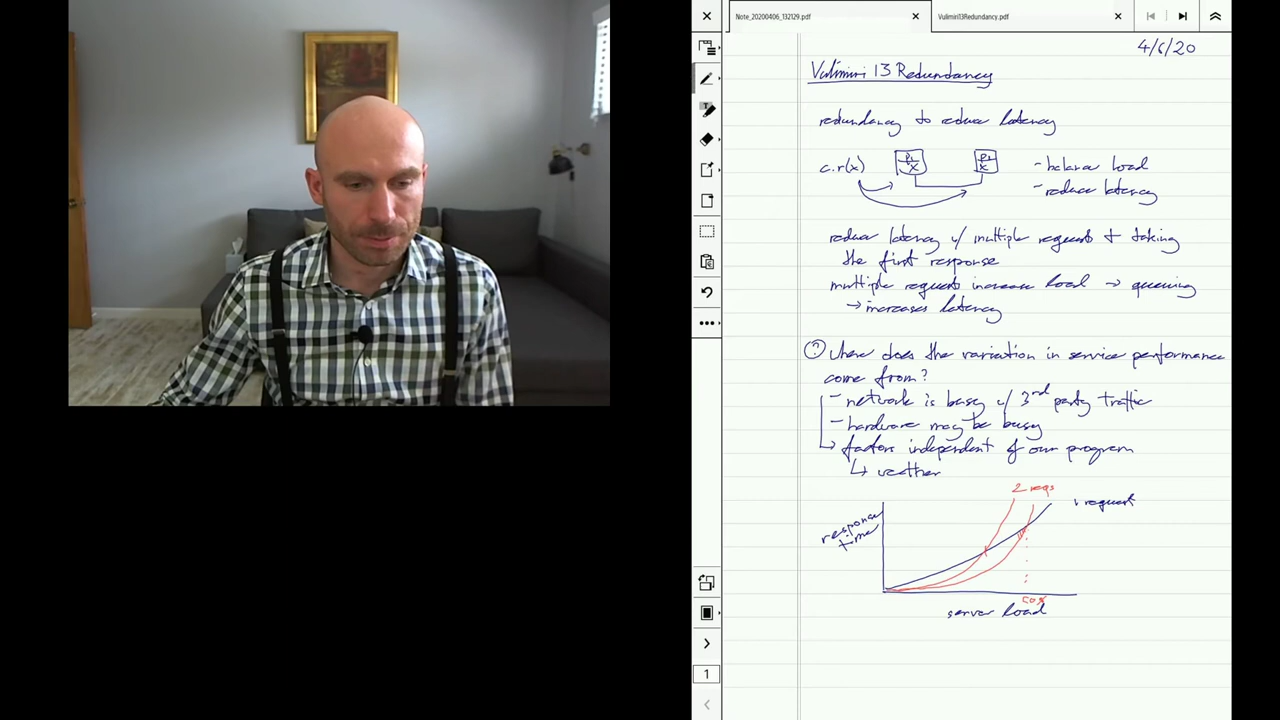 Note_20200406_132129.pdf
Vulimiri13Redundancy.pdf
4/6/20
Vulimiri 13 Redundancy
redundancy to reduce latency
c.r(x)
P1
X
P1
X
- balance load
- reduce latency
reduce latency w/ multiple requests + taking
the first response
multiple requests increase load → queuing
→ increases latency
? where does the variation in service performance
come from?
- network is busy w/ 3rd party traffic
- hardware may be busy
→ factors independent of our program
↳ weather
2 reqs
1 request
response
time
50%
server load
1